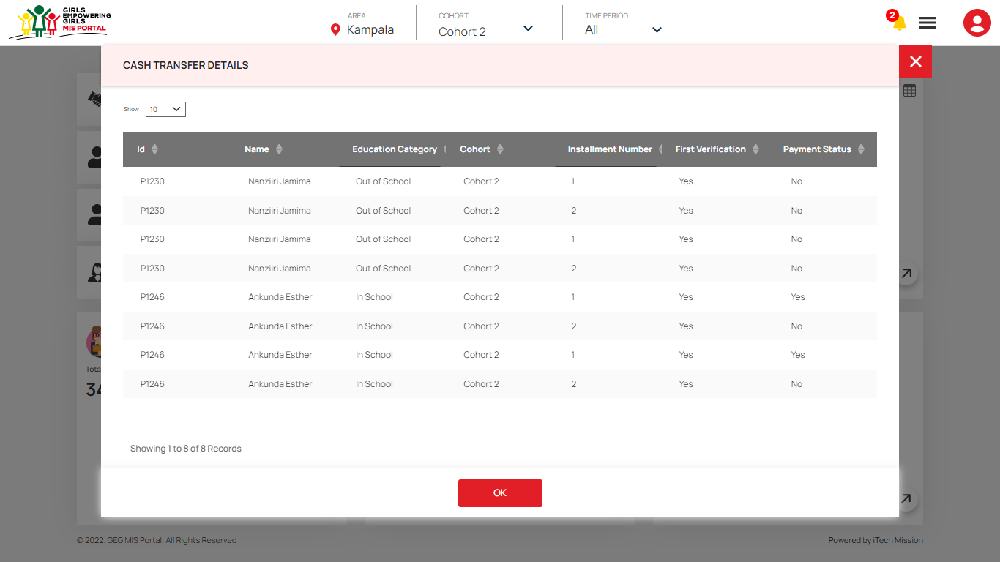 GIRLS
EMPOWERING
GIRLS
MIS PORTAL
AREA
Kampala
COHORT
Cohort 2
TIME PERIOD
All
2
CASH TRANSFER DETAILS
Show 10
Id Name Education Category Cohort Installment Number First Verification Payment Status
P1230 Nanziiri Jamima Out of School Cohort 2 1 Yes No
P1230 Nanziiri Jamima Out of School Cohort 2 2 Yes No
P1230 Nanziiri Jamima Out of School Cohort 2 1 Yes No
P1230 Nanziiri Jamima Out of School Cohort 2 2 Yes No
P1246 Ankunda Esther In School Cohort 2 1 Yes Yes
P1246 Ankunda Esther In School Cohort 2 2 Yes No
P1246 Ankunda Esther In School Cohort 2 1 Yes Yes
P1246 Ankunda Esther In School Cohort 2 2 Yes No
Tota
34
Showing 1 to 8 of 8 Records
OK
© 2022. GEG MIS Portal. All Rights Reserved
Powered by iTech Mission